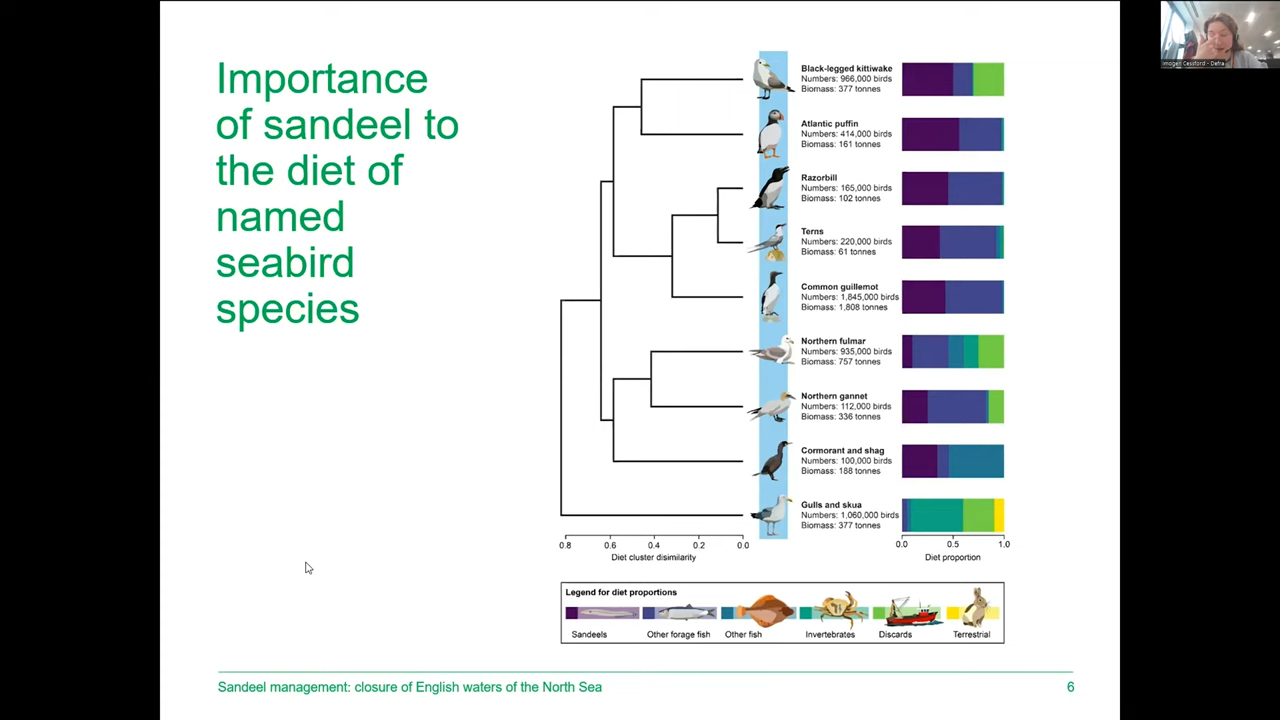 Importance
of sandeel to
the diet of
named
seabird
species
Black-legged kittiwake
Numbers: 966,000 birds
Biomass: 377 tonnes
Atlantic puffin
Numbers: 414,000 birds
Biomass: 161 tonnes
Razorbill
Numbers: 165,000 birds
Biomass: 102 tonnes
Terns
Numbers: 220,000 birds
Biomass: 61 tonnes
Common guillemot
Numbers: 1,845,000 birds
Biomass: 1,808 tonnes
Northern fulmar
Numbers: 935,000 birds
Biomass: 757 tonnes
Northern gannet
Numbers: 112,000 birds
Biomass: 336 tonnes
Cormorant and shag
Numbers: 100,000 birds
Biomass: 188 tonnes
Gulls and skua
Numbers: 1,060,000 birds
Biomass: 377 tonnes
0.8 0.6 0.4 0.2 0.0
Diet cluster disimilarity
0.0 0.5 1.0
Diet proportion
Legend for diet proportions
Sandeels Other forage fish Other fish Invertebrates Discards Terrestrial
Sandeel management: closure of English waters of the North Sea
6
Imogen Cessford - Defra